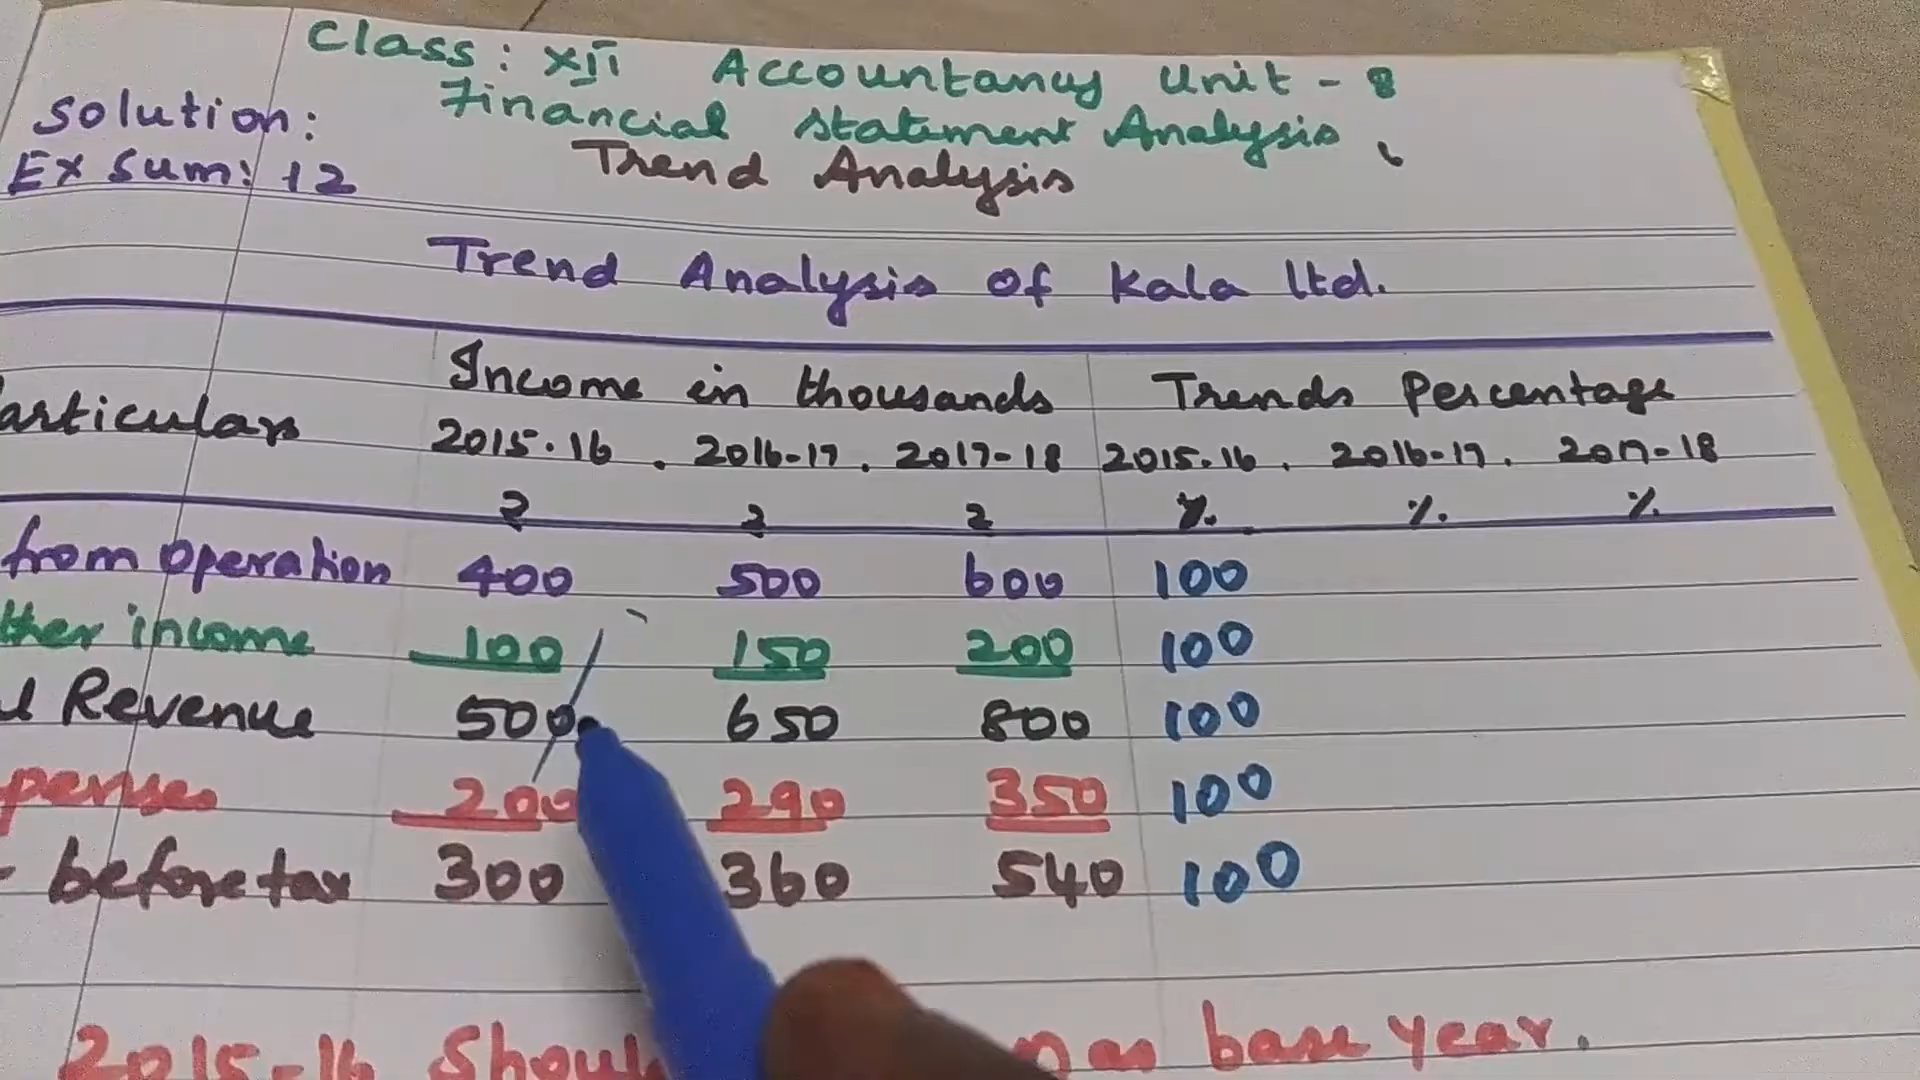 Class: XII Accountancy Unit - 8
Financial Statement Analysis
Solution:
Ex Sum: 12
Trend Analysis
Trend Analysis of Kala ltd.
articulars Income in thousands Trends Percentage
2015.16 2016-17 2017-18 2015.16 2016-17 2017-18
₹ ₹ ₹ % % %
from operation 400 500 600 100
ther income 100 150 200 100
l Revenue 500 650 800 100
penses 200 290 350 100
before tax 300 360 540 100
2015-16 Shoul as base year.